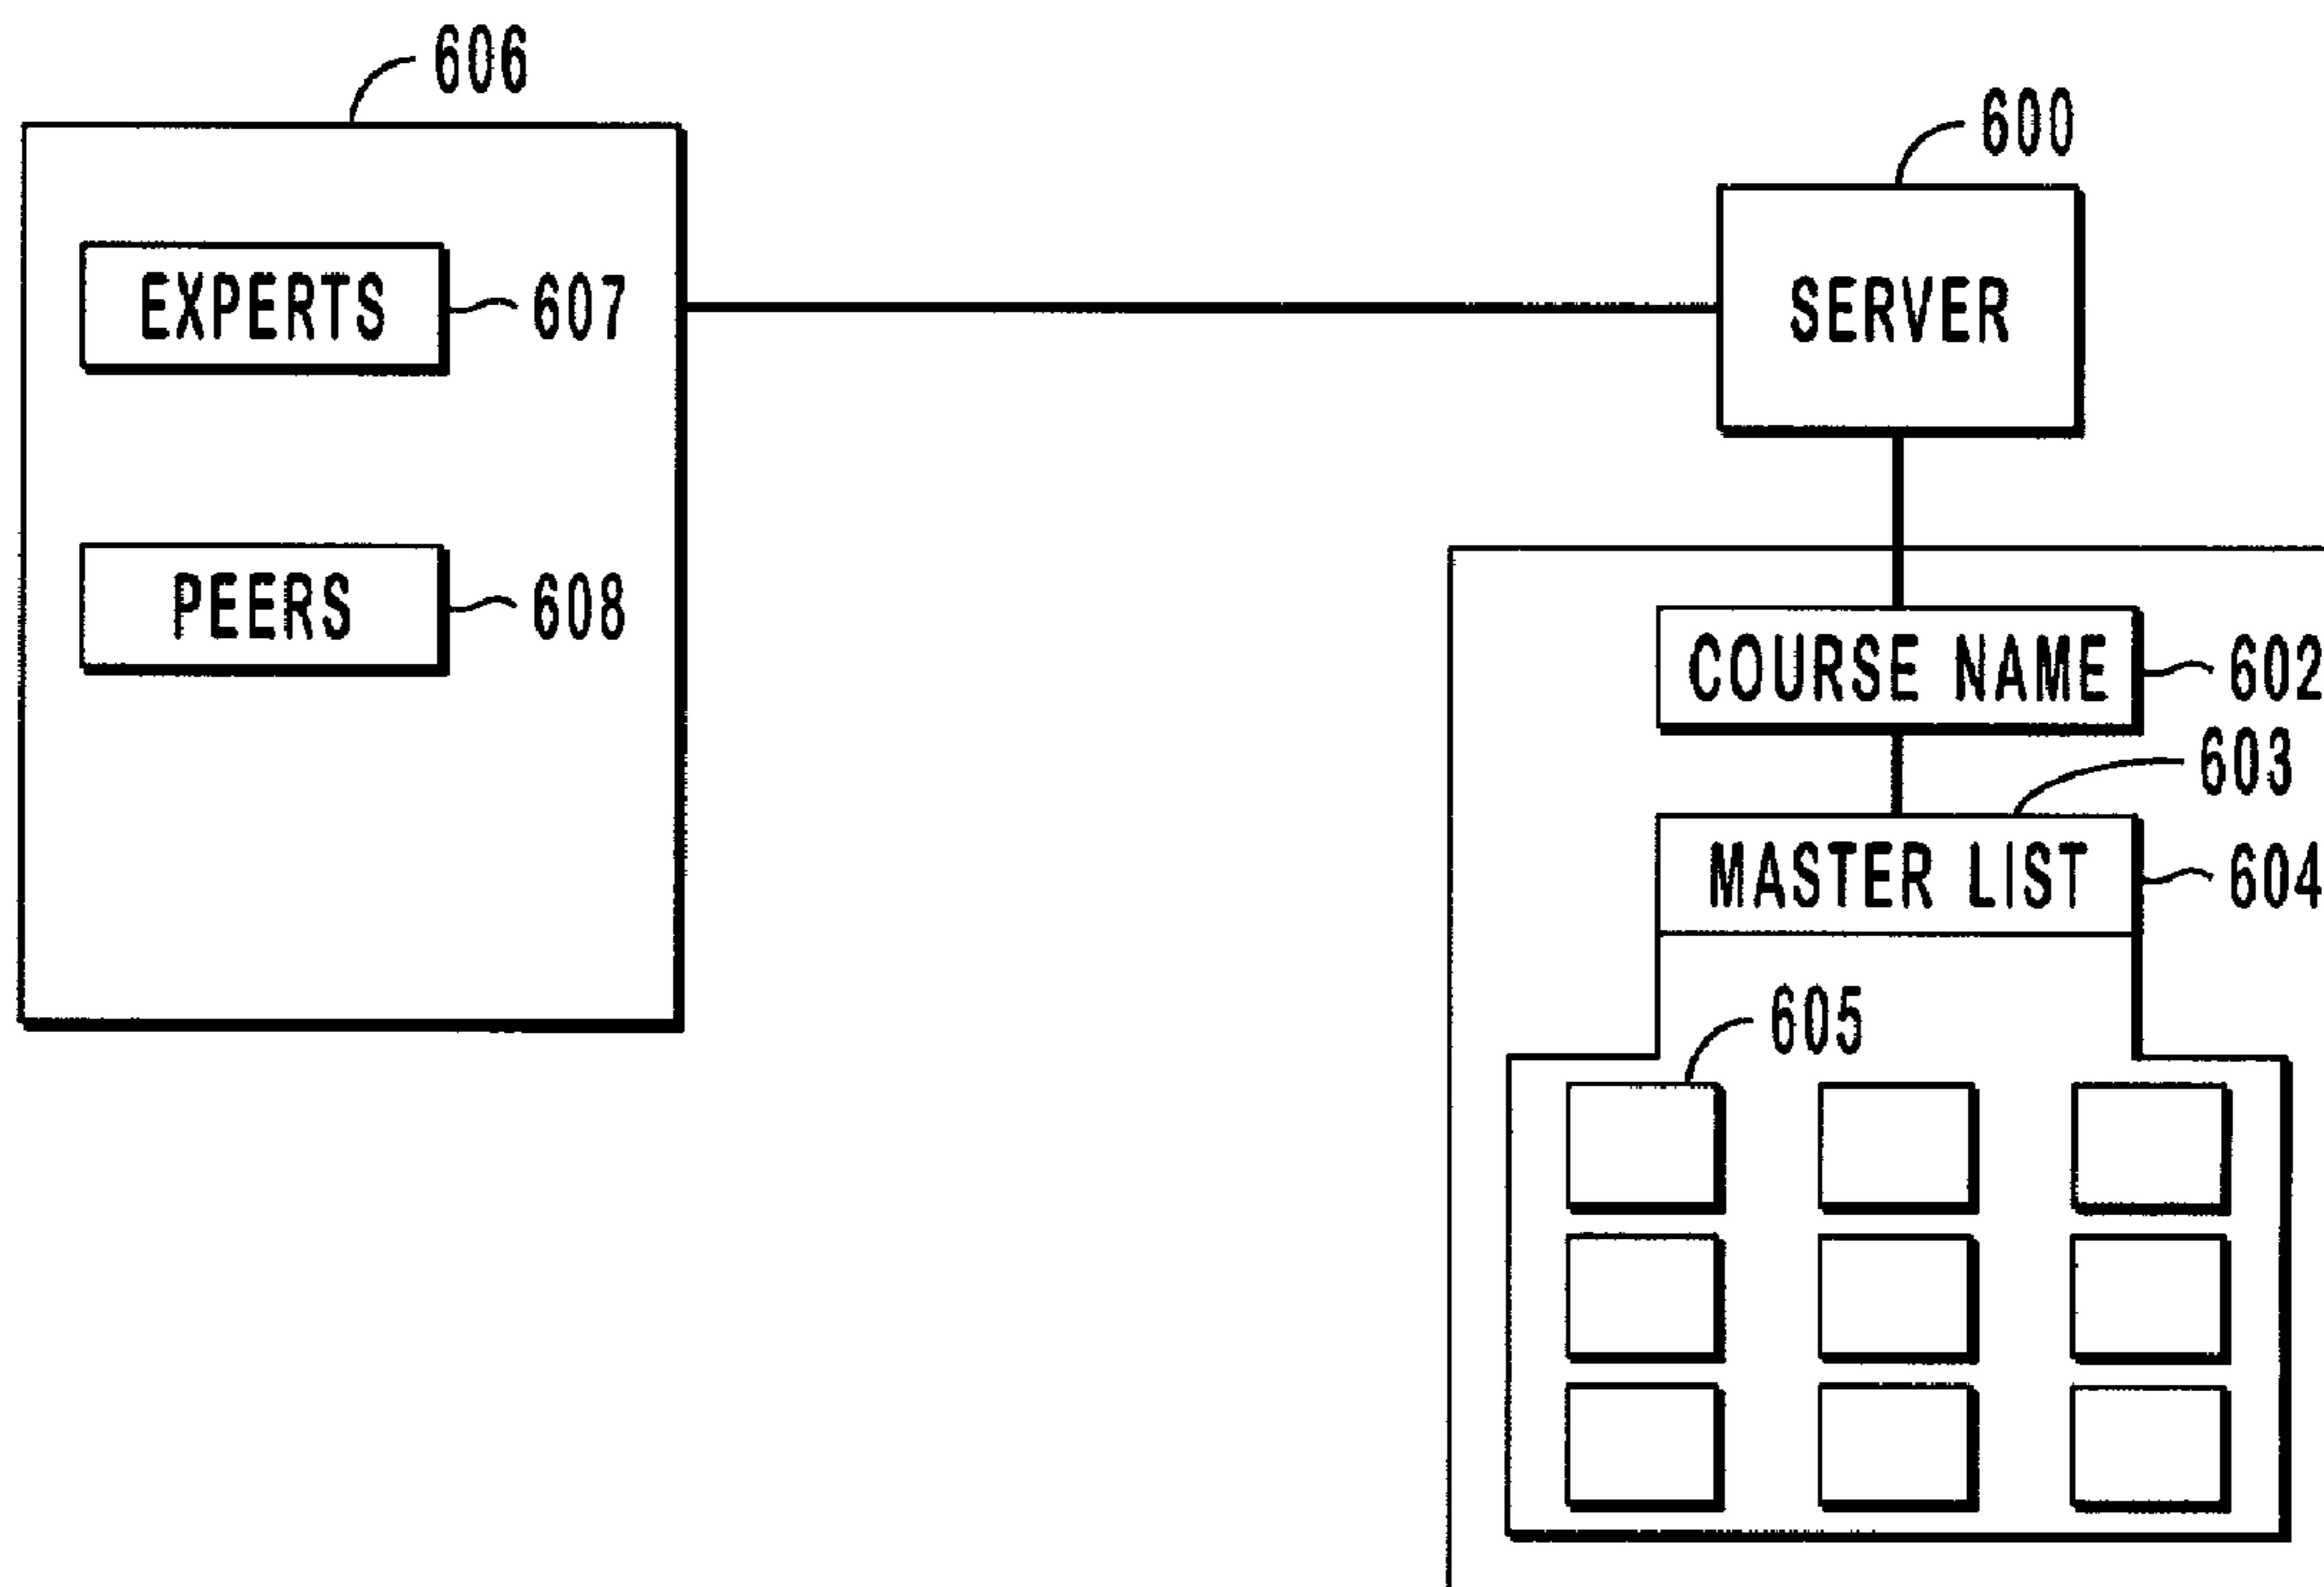 606
600
EXPERTS 607
SERVER
PEERS 608
COURSE NAME 602
603
MASTER LIST 604
605